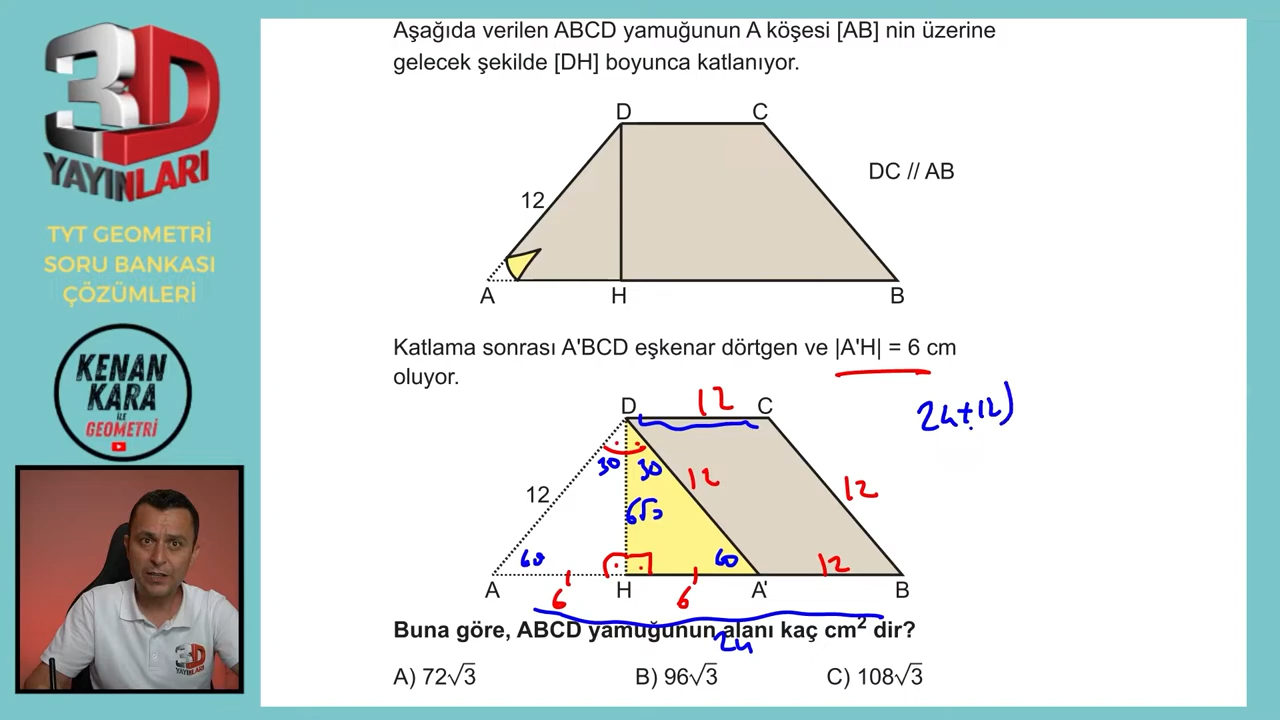 3D
YAYINLARI
TYT GEOMETRİ
SORU BANKASI
ÇÖZÜMLERİ
KENAN
KARA
İLE
GEOMETRİ
3D
YAYINLARI
Aşağıda verilen ABCD yamuğunun A köşesi [AB] nin üzerine
gelecek şekilde [DH] boyunca katlanıyor.
D C
DC // AB
12
A H B
Katlama sonrası A'BCD eşkenar dörtgen ve |A'H| = 6 cm
oluyor.
D 12 C
24+12)
30 30
12 12 12
6√3
60 60 12
A H A' B
6 6
Buna göre, ABCD yamuğunun alanı kaç cm² dir?
24
A) 72√3 B) 96√3 C) 108√3